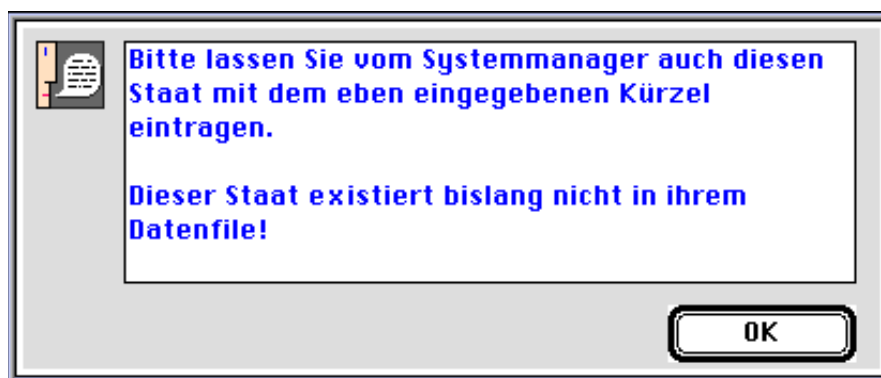 Bitte lassen Sie vom Systemmanager auch diesen
Staat mit dem eben eingegebenen Kürzel
eintragen.
Dieser Staat existiert bislang nicht in ihrem
Datenfile!
OK